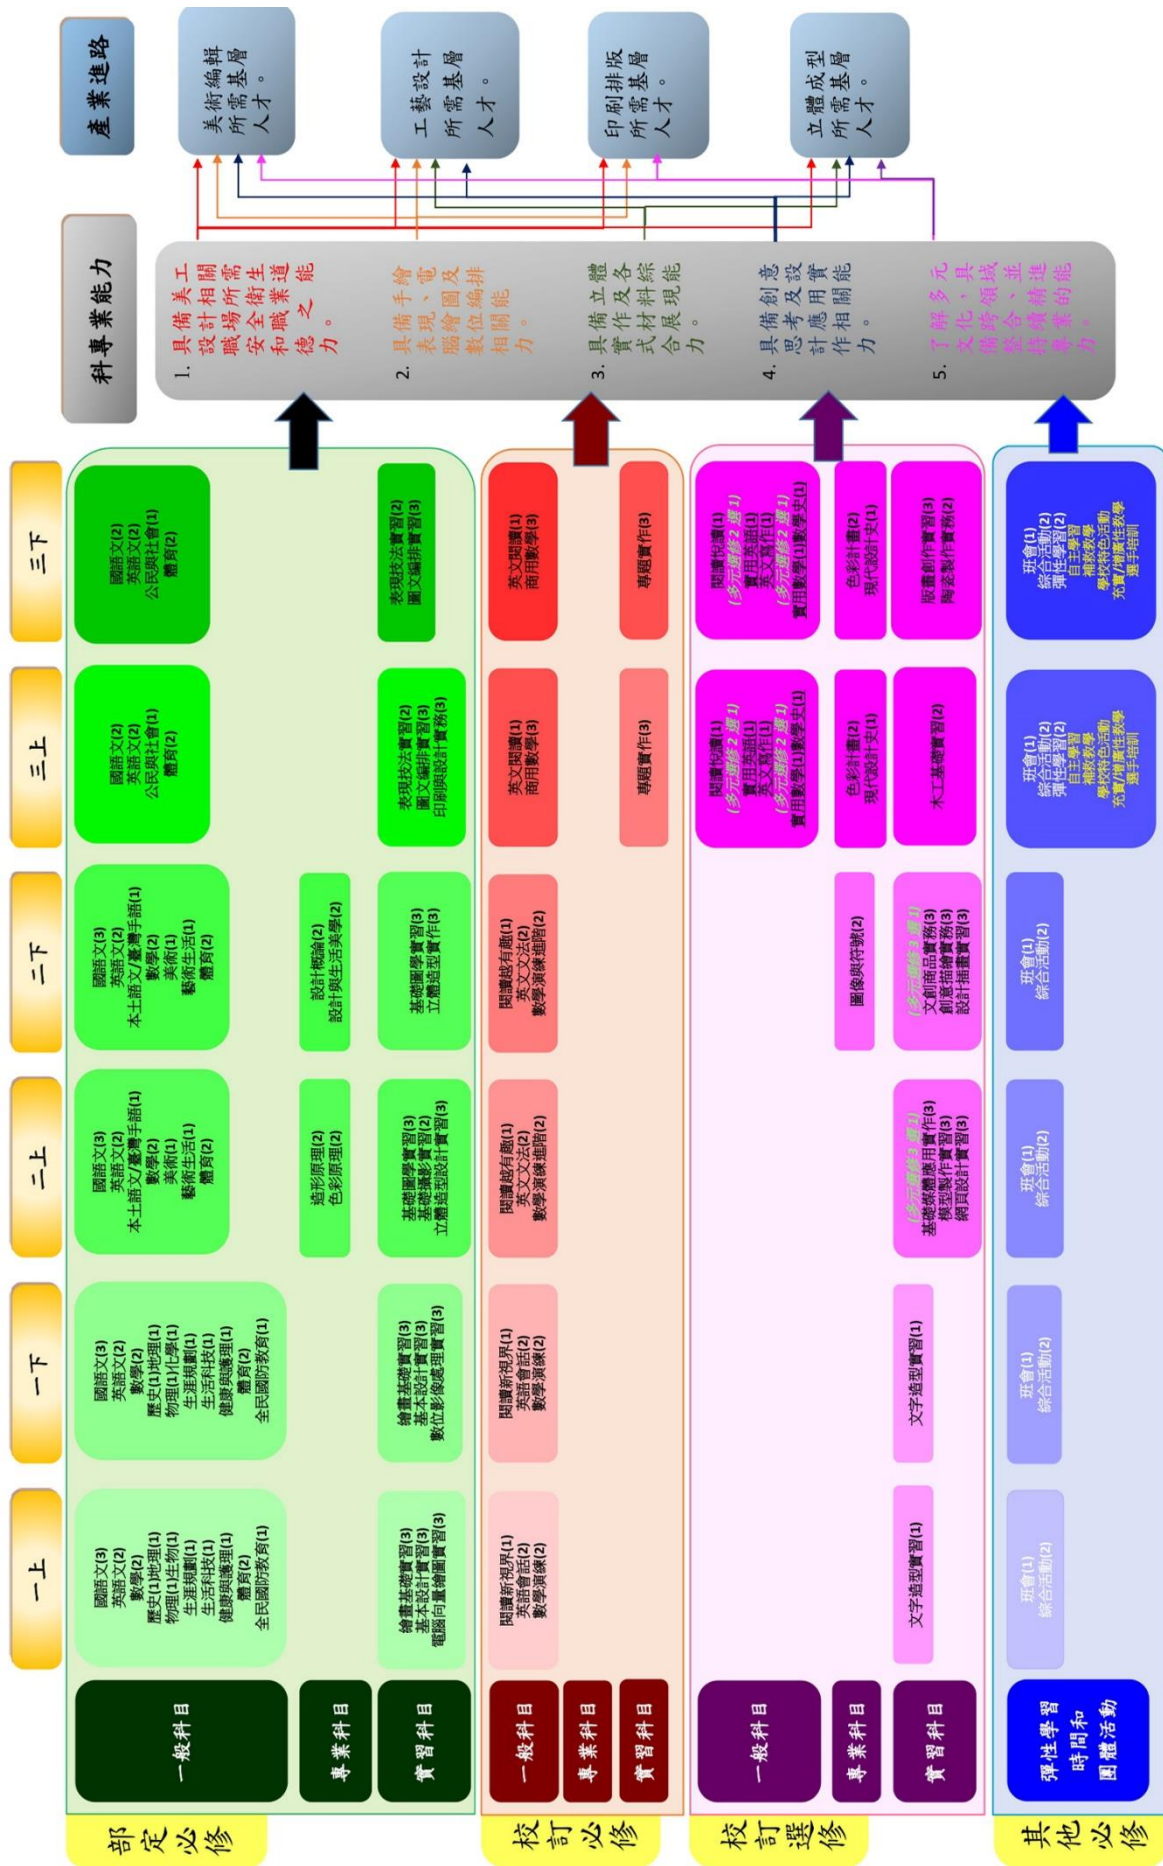 一上
一下
二上
二下
三上
三下
科專業能力
產業進路
部定必修
一般科目
國語文(3)
英語文(2)
數學(2)
歷史(1)地理(1)
物理(1)生物(1)
生涯規劃(1)
生活科技(1)
健康與護理(1)
體育(2)
全民國防教育(1)
國語文(3)
英語文(2)
數學(2)
歷史(1)地理(1)
物理(1)化學(1)
生涯規劃(1)
生活科技(1)
健康與護理(1)
體育(2)
全民國防教育(1)
國語文(3)
英語文(2)
本土語文/臺灣手語(1)
數學(2)
美術(1)
藝術生活(1)
體育(2)
國語文(3)
英語文(2)
本土語文/臺灣手語(1)
數學(2)
美術(1)
藝術生活(1)
體育(2)
國語文(2)
英語文(2)
公民與社會(1)
體育(2)
國語文(2)
英語文(2)
公民與社會(1)
體育(2)
專業科目
造形原理(2)
色彩原理(2)
設計概論(2)
設計與生活美學(2)
實習科目
繪畫基礎實習(3)
基本設計實習(3)
電腦向量繪圖實習(3)
繪畫基礎實習(3)
基本設計實習(3)
數位影像處理實習(3)
基礎圖學實習(3)
基礎攝影實習(2)
立體造型設計實習(3)
基礎圖學實習(3)
立體造型實作(3)
表現技法實習(2)
圖文編排實習(3)
印刷與設計實務(3)
表現技法實習(2)
圖文編排實習(3)
校訂必修
一般科目
閱讀新視界(1)
英語會話(2)
數學演練(2)
閱讀新視界(1)
英語會話(2)
數學演練(2)
閱讀越有趣(1)
英文文法(2)
數學演練進階(2)
閱讀越有趣(1)
英文文法(2)
數學演練進階(2)
英文閱讀(1)
商用數學(3)
英文閱讀(1)
商用數學(3)
專業科目
實習科目
專題實作(3)
專題實作(3)
校訂選修
一般科目
閱讀悅讀(1)
(多元選修 2 選 1)
實用英語(1)
英文寫作(1)
(多元選修 2 選 1)
實用數學(1)數學史(1)
閱讀悅讀(1)
(多元選修 2 選 1)
實用英語(1)
英文寫作(1)
(多元選修 2 選 1)
實用數學(1)數學史(1)
專業科目
圖像與符號(2)
色彩計畫(2)
現代設計史(1)
色彩計畫(2)
現代設計史(1)
實習科目
文字造型實習(1)
文字造型實習(1)
(多元選修 3 選 1)
基礎媒體應用實作(3)
模型製作實習(3)
網頁設計實習(3)
(多元選修 3 選 1)
文創商品實務(3)
創意描繪實務(3)
設計插畫實習(3)
木工基礎實習(2)
版畫創作實習(3)
陶瓷製作實務(2)
其他必修
彈性學習
時間和
團體活動
班會(1)
綜合活動(2)
班會(1)
綜合活動(2)
班會(1)
綜合活動(2)
班會(1)
綜合活動(2)
班會(1)
綜合活動(2)
彈性學習(2)
自主學習
補救教學
學校特色活動
充實/增廣性教學
選手培訓
班會(1)
綜合活動(2)
彈性學習(2)
自主學習
補救教學
學校特色活動
充實/增廣性教學
選手培訓
1. 具備美工
設計相關
職場所需
安全衛生
和職業道
德之能
力。
2. 具備手繪
表現、電
腦繪圖及
數位編排
相關能
力。
3. 具備立體
實作及各
式材料綜
合展現能
力。
4. 具備創意
思考及設
計應用實
作相關能
力。
5. 了解多元
文化,具
備跨領域
整合、並
持續精進
專業的能
力。
美術編輯
所需基層
人才。
工藝設計
所需基層
人才。
印刷排版
所需基層
人才。
立體成型
所需基層
人才。